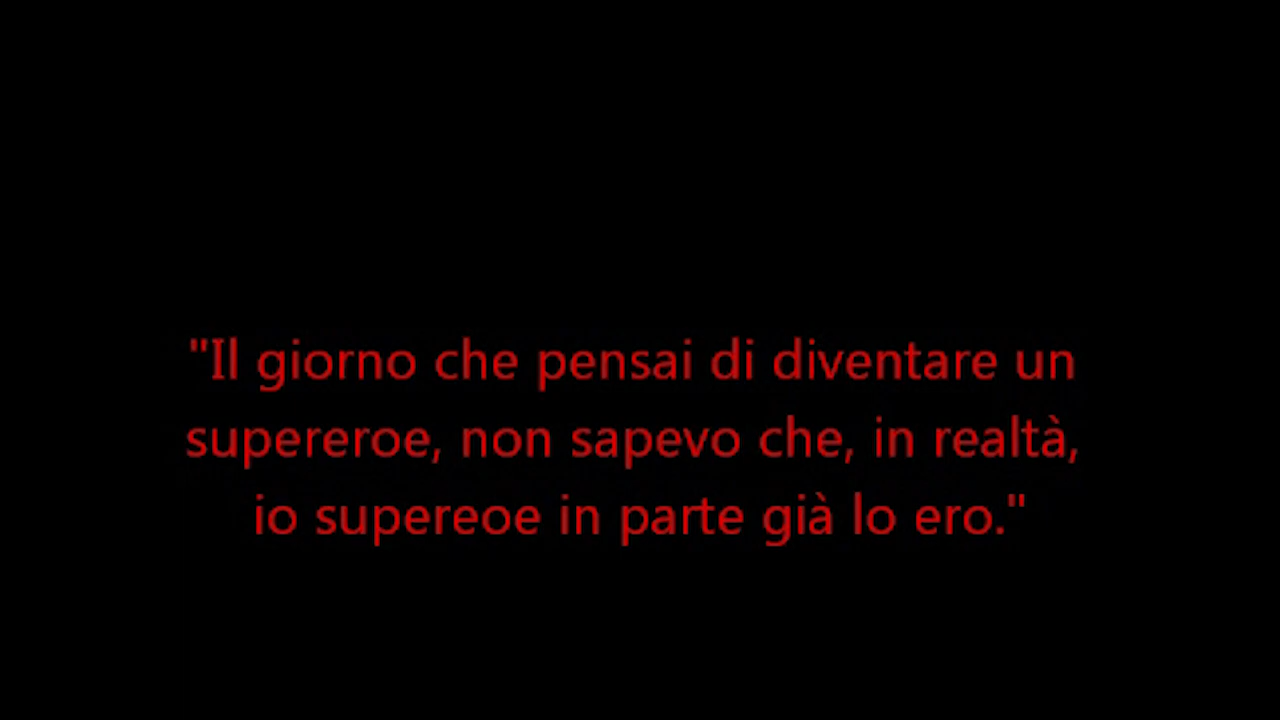 "Il giorno che pensai di diventare un
supereroe, non sapevo che, in realtà,
io supereoe in parte già lo ero."